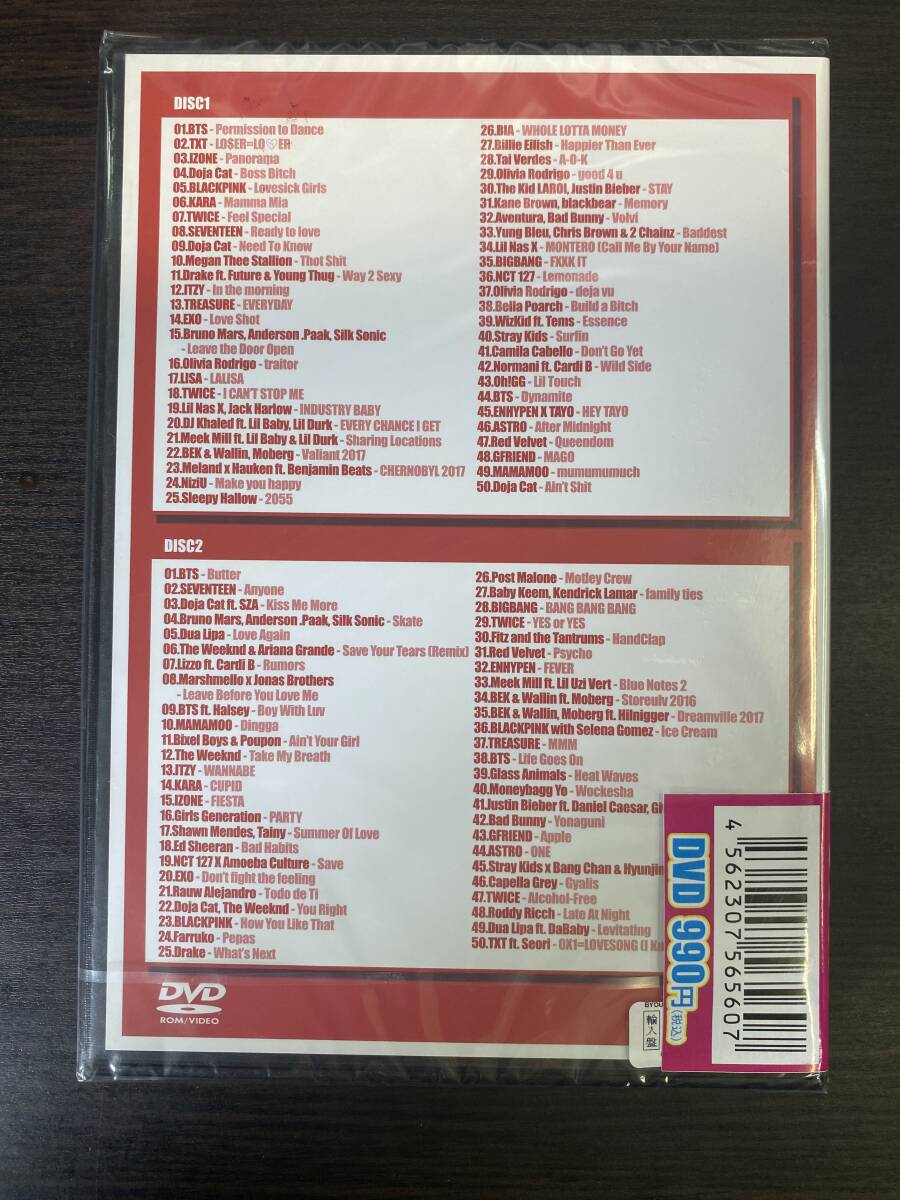 DISC1
01.BTS - Permission to Dance
02.TXT - LO$ER=LO♡ER
03.IZONE - Panorama
04.Doja Cat - Boss Bitch
05.BLACKPINK - Lovesick Girls
06.KARA - Mamma Mia
07.TWICE - Feel Special
08.SEVENTEEN - Ready to love
09.Doja Cat - Need To Know
10.Megan Thee Stallion - Thot Shit
11.Drake ft. Future & Young Thug - Way 2 Sexy
12.ITZY - In the morning
13.TREASURE - EVERYDAY
14.EXO - Love Shot
15.Bruno Mars, Anderson .Paak, Silk Sonic
- Leave the Door Open
16.Olivia Rodrigo - traitor
17.LISA - LALISA
18.TWICE - I CAN'T STOP ME
19.Lil Nas X, Jack Harlow - INDUSTRY BABY
20.DJ Khaled ft. Lil Baby, Lil Durk - EVERY CHANCE I GET
21.Meek Mill ft. Lil Baby & Lil Durk - Sharing Locations
22.BEK & Wallin, Moberg - Valiant 2017
23.Meland x Hauken ft. Benjamin Beats - CHERNOBYL 2017
24.NiziU - Make you happy
25.Sleepy Hallow - 2055
26.BIA - WHOLE LOTTA MONEY
27.Billie Eilish - Happier Than Ever
28.Tai Verdes - A-O-K
29.Olivia Rodrigo - good 4 u
30.The Kid LAROI, Justin Bieber - STAY
31.Kane Brown, blackbear - Memory
32.Aventura, Bad Bunny - Volví
33.Yung Bleu, Chris Brown & 2 Chainz - Baddest
34.Lil Nas X - MONTERO (Call Me By Your Name)
35.BIGBANG - FXXK IT
36.NCT 127 - Lemonade
37.Olivia Rodrigo - deja vu
38.Bella Poarch - Build a Bitch
39.WizKid ft. Tems - Essence
40.Stray Kids - Surfin
41.Camila Cabello - Don't Go Yet
42.Normani ft. Cardi B - Wild Side
43.Oh!GG - Lil Touch
44.BTS - Dynamite
45.ENHYPEN X TAYO - HEY TAYO
46.ASTRO - After Midnight
47.Red Velvet - Queendom
48.GFRIEND - MAGO
49.MAMAMOO - mumumumuch
50.Doja Cat - Ain't Shit
DISC2
01.BTS - Butter
02.SEVENTEEN - Anyone
03.Doja Cat ft. SZA - Kiss Me More
04.Bruno Mars, Anderson .Paak, Silk Sonic - Skate
05.Dua Lipa - Love Again
06.The Weeknd & Ariana Grande - Save Your Tears (Remix)
07.Lizzo ft. Cardi B - Rumors
08.Marshmello x Jonas Brothers
- Leave Before You Love Me
09.BTS ft. Halsey - Boy With Luv
10.MAMAMOO - Dingga
11.Bixel Boys & Poupon - Ain't Your Girl
12.The Weeknd - Take My Breath
13.ITZY - WANNABE
14.KARA - CUPID
15.IZONE - FIESTA
16.Girls Generation - PARTY
17.Shawn Mendes, Tainy - Summer Of Love
18.Ed Sheeran - Bad Habits
19.NCT 127 X Amoeba Culture - Save
20.EXO - Don't fight the feeling
21.Rauw Alejandro - Todo de Ti
22.Doja Cat, The Weeknd - You Right
23.BLACKPINK - How You Like That
24.Farruko - Pepas
25.Drake - What's Next
26.Post Malone - Motley Crew
27.Baby Keem, Kendrick Lamar - family ties
28.BIGBANG - BANG BANG BANG
29.TWICE - YES or YES
30.Fitz and the Tantrums - HandClap
31.Red Velvet - Psycho
32.ENHYPEN - FEVER
33.Meek Mill ft. Lil Uzi Vert - Blue Notes 2
34.BEK & Wallin ft. Moberg - Storeulv 2016
35.BEK & Wallin, Moberg ft. Hilnigger - Dreamville 2017
36.BLACKPINK with Selena Gomez - Ice Cream
37.TREASURE - MMM
38.BTS - Life Goes On
39.Glass Animals - Heat Waves
40.Moneybagg Yo - Wockesha
41.Justin Bieber ft. Daniel Caesar, Gi
42.Bad Bunny - Yonaguni
43.GFRIEND - Apple
44.ASTRO - ONE
45.Stray Kids x Bang Chan & Hyunjin
46.Capella Grey - Gyalis
47.TWICE - Alcohol-Free
48.Roddy Ricch - Late At Night
49.Dua Lipa ft. DaBaby - Levitating
50.TXT ft. Seori - 0X1=LOVESONG (I Kn
DVD
ROM/VIDEO
BYOU
輸入盤
DVD 990円(税込)
4 562307 565607